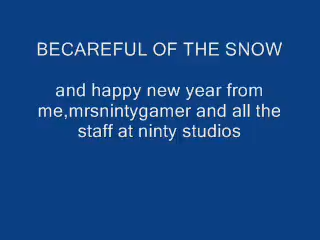 BECAREFUL OF THE SNOW
and happy new year from
me,mrsnintygamer and all the
staff at ninty studios